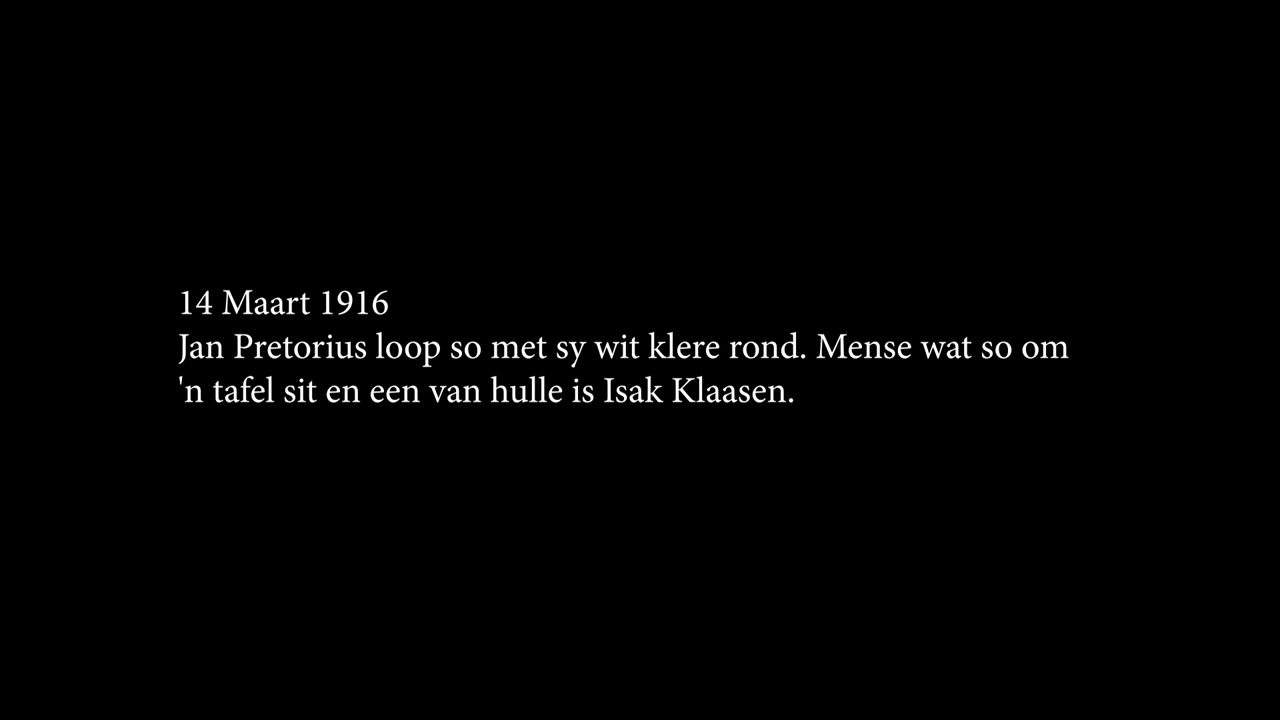 14 Maart 1916
Jan Pretorius loop so met sy wit klere rond. Mense wat so om
'n tafel sit en een van hulle is Isak Klaasen.